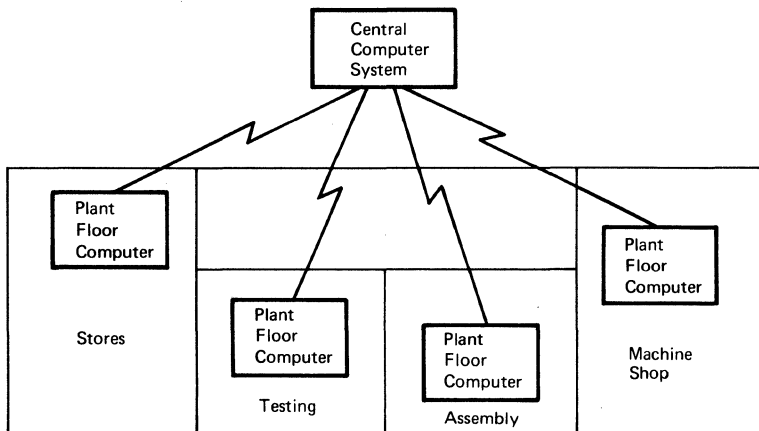 Central
Computer
System
Plant
Floor
Computer
Stores
Plant
Floor
Computer
Testing
Plant
Floor
Computer
Assembly
Plant
Floor
Computer
Machine
Shop